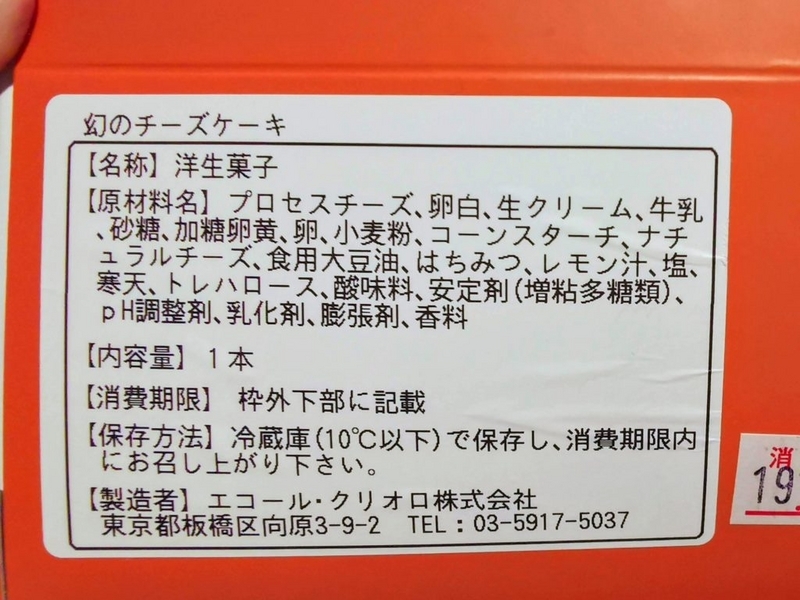 幻のチーズケーキ
【名称】洋生菓子
【原材料名】プロセスチーズ、卵白、生クリーム、牛乳
、砂糖、加糖卵黄、卵、小麦粉、コーンスターチ、ナチ
ュラルチーズ、食用大豆油、はちみつ、レモン汁、塩、
寒天、トレハロース、酸味料、安定剤(増粘多糖類)、
pH調整剤、乳化剤、膨張剤、香料
【内容量】1本
【消費期限】 枠外下部に記載
【保存方法】冷蔵庫(10℃以下)で保存し、消費期限内
にお召し上がり下さい。
【製造者】エコール・クリオロ株式会社
東京都板橋区向原3-9-2 TEL:03-5917-5037
消
19.